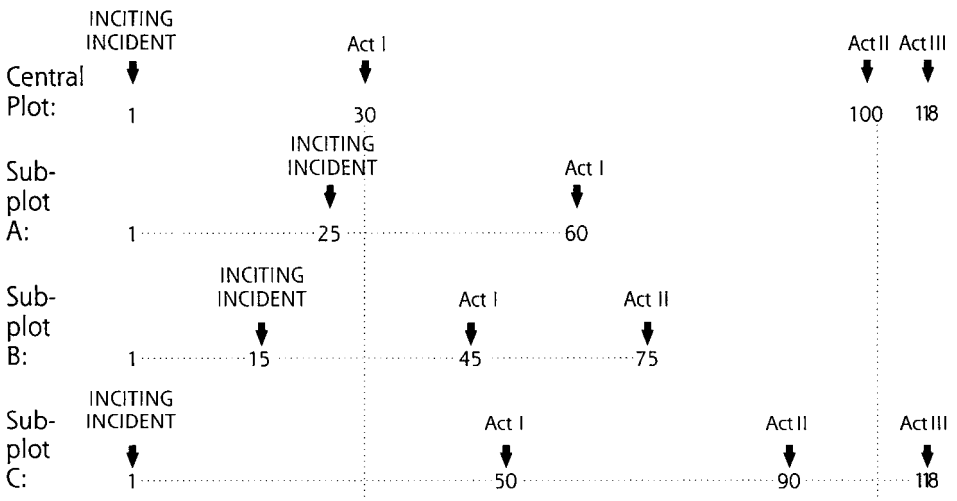 INCITING
INCIDENT Act I Act II Act III
Central
Plot: 1 30 100 118
INCITING
Sub- INCIDENT Act I
plot
A: 1 25 60
INCITING
Sub- INCIDENT Act I Act II
plot
B: 1 15 45 75
INCITING
Sub- INCIDENT Act I Act II Act III
plot
C: 1 50 90 118